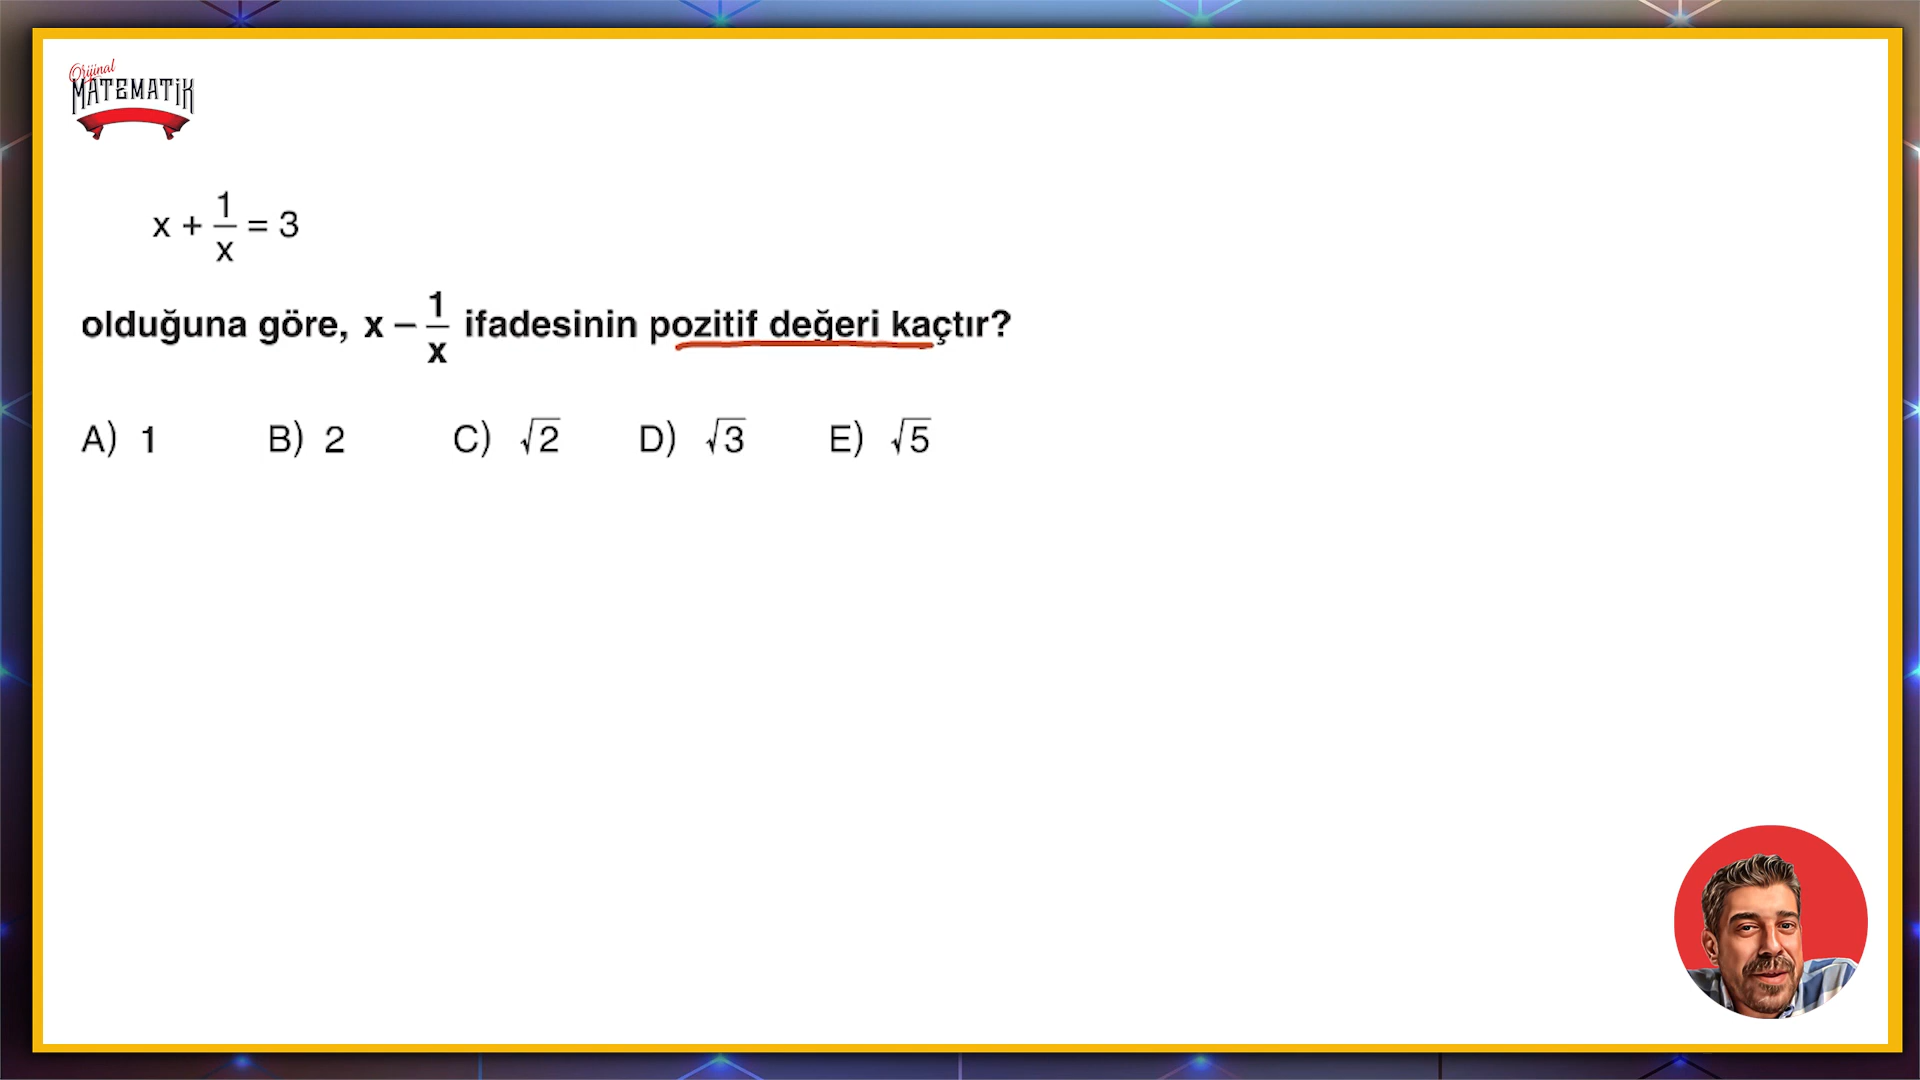 Orijinal
MATEMATİK
x + 1/x = 3
olduğuna göre, x − 1/x ifadesinin pozitif değeri kaçtır?
A) 1 B) 2 C) √2 D) √3 E) √5